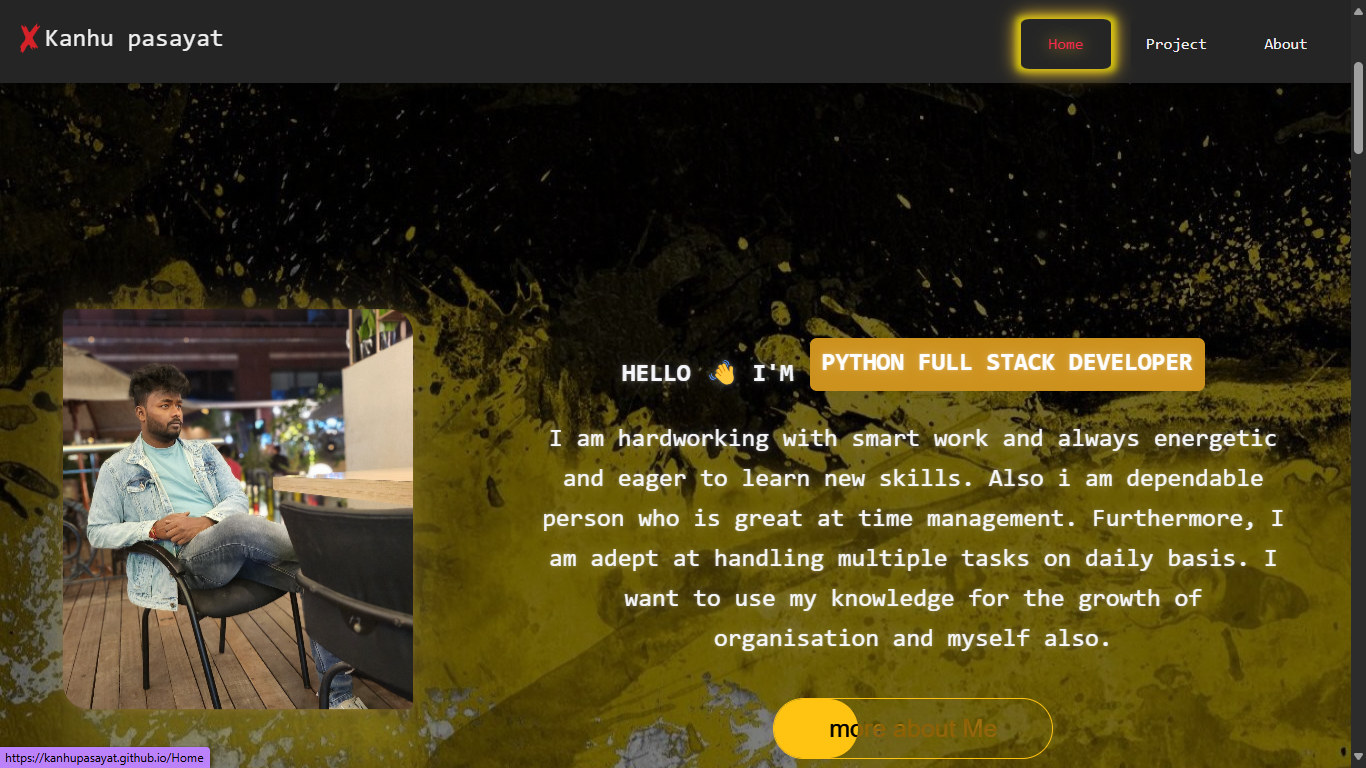 Kanhu pasayat
Home Project About
HELLO 👋 I'M PYTHON FULL STACK DEVELOPER
I am hardworking with smart work and always energetic
and eager to learn new skills. Also i am dependable
person who is great at time management. Furthermore, I
am adept at handling multiple tasks on daily basis. I
want to use my knowledge for the growth of
organisation and myself also.
more about Me
https://kanhupasayat.github.io/Home